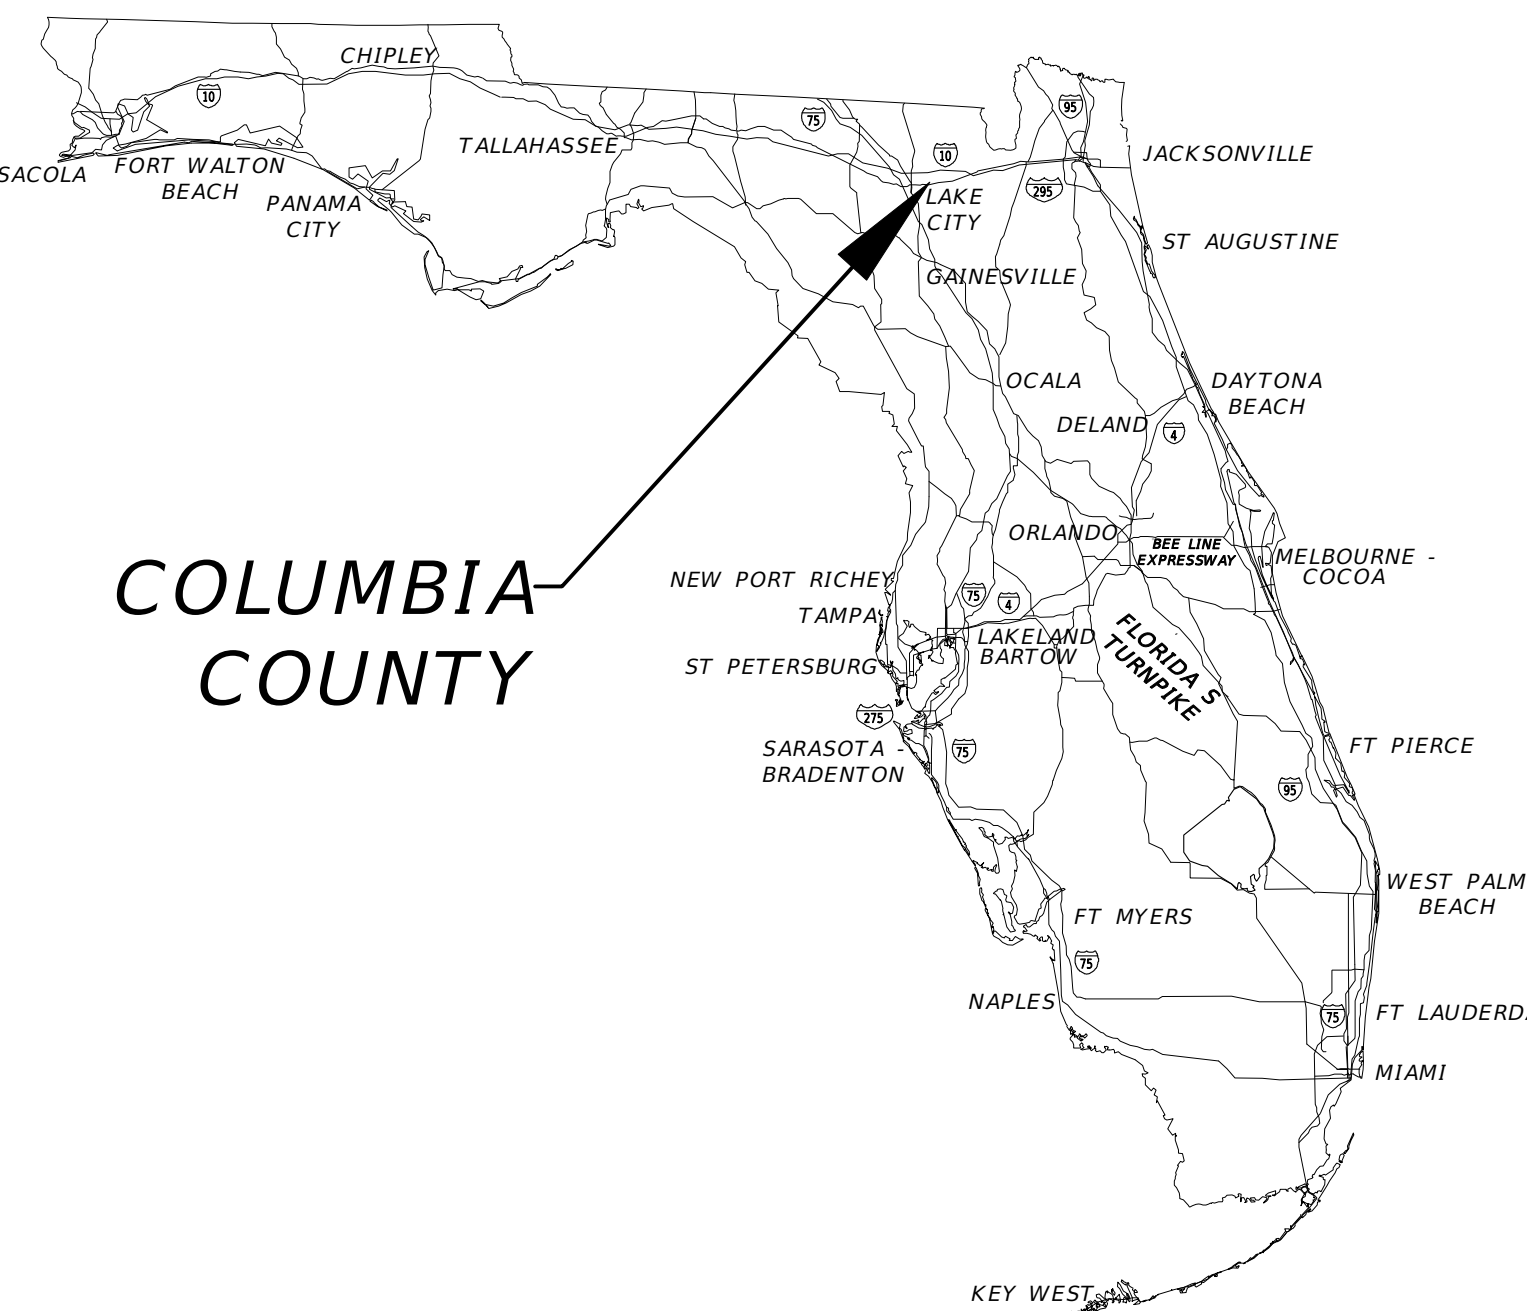 CHIPLEY
10
95
75
TALLAHASSEE
10
JACKSONVILLE
SACOLA
FORT WALTON
BEACH
295
PANAMA
CITY
LAKE
CITY
ST AUGUSTINE
GAINESVILLE
OCALA
DAYTONA
BEACH
DELAND
4
ORLANDO
BEE LINE
EXPRESSWAY
MELBOURNE -
COCOA
COLUMBIA
COUNTY
NEW PORT RICHEY
75
4
TAMPA
LAKELAND
BARTOW
FLORIDA S
TURNPIKE
ST PETERSBURG
275
SARASOTA -
BRADENTON
75
FT PIERCE
95
WEST PALM
BEACH
FT MYERS
75
NAPLES
75
FT LAUDERD
MIAMI
KEY WEST